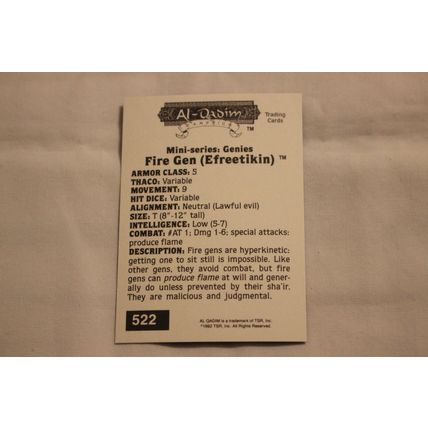 AL-QADIM
Trading
Cards
TM
Mini-series: Genies
Fire Gen (Efreetikin) ™
ARMOR CLASS: 5
THACO: Variable
MOVEMENT: 9
HIT DICE: Variable
ALIGNMENT: Neutral (Lawful evil)
SIZE: T (8"-12" tall)
INTELLIGENCE: Low (5-7)
COMBAT: #AT 1; Dmg 1-6; special attacks:
produce flame
DESCRIPTION: Fire gens are hyperkinetic:
getting one to sit still is impossible. Like
other gens, they avoid combat, but fire
gens can produce flame at will and gener-
ally do unless prevented by their sha'ir.
They are malicious and judgmental.
522
AL QADIM is a trademark of TSR, Inc.
©1992 TSR, Inc. All Rights Reserved.